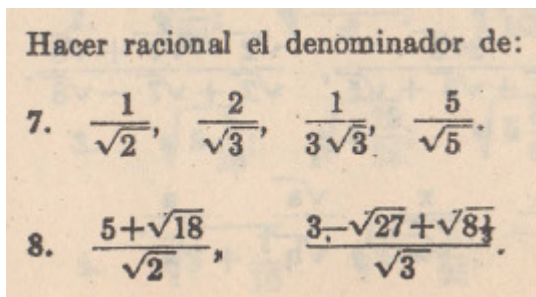 Hacer racional el denominador de:
7. 1/√2, 2/√3, 1/3√3, 5/√5.
8. 5+√18/√2, 3-√27+√8⅓/√3.